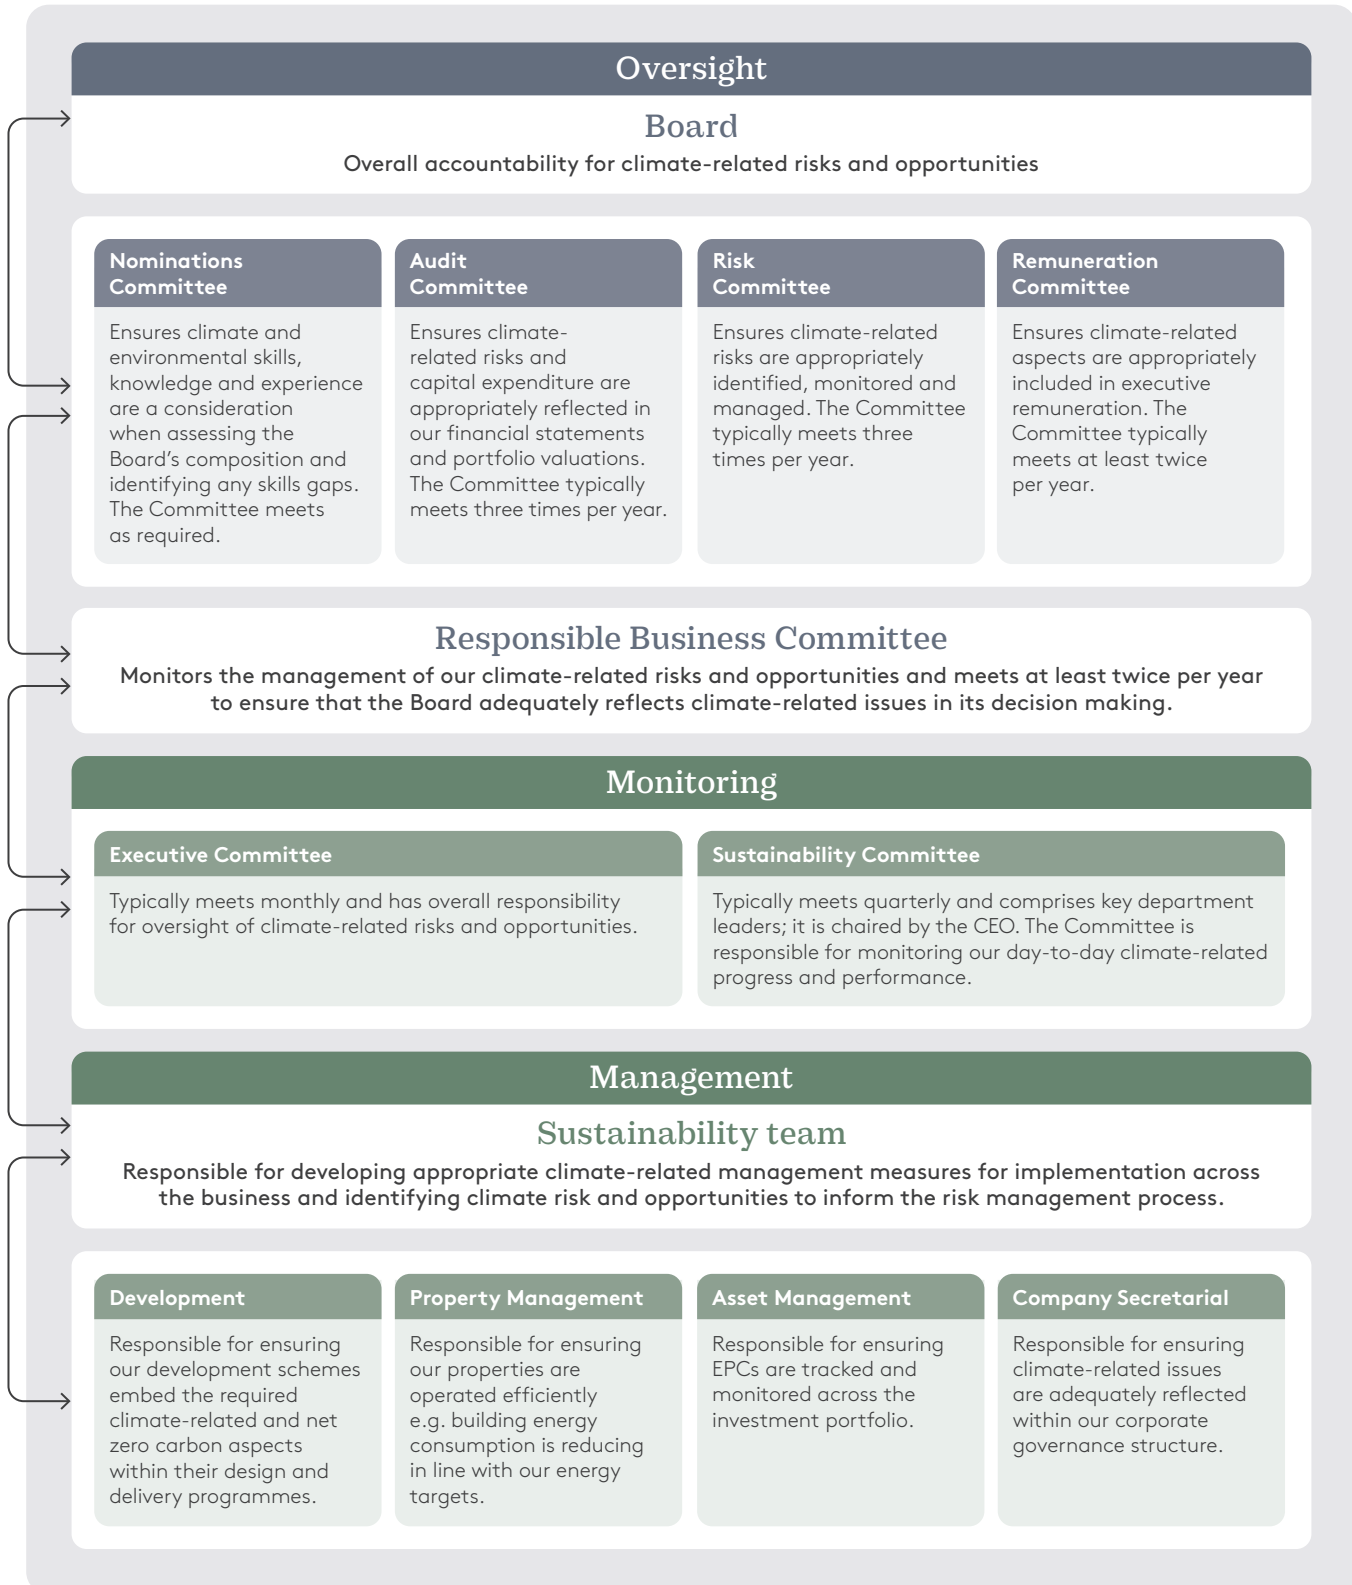 Oversight
Board
Overall accountability for climate-related risks and opportunities
Nominations
Committee
Ensures climate and
environmental skills,
knowledge and experience
are a consideration
when assessing the
Board’s composition and
identifying any skills gaps.
The Committee meets
as required.
Audit
Committee
Ensures climate-
related risks and
capital expenditure are
appropriately reflected in
our financial statements
and portfolio valuations.
The Committee typically
meets three times per year.
Risk
Committee
Ensures climate-related
risks are appropriately
identified, monitored and
managed. The Committee
typically meets three
times per year.
Remuneration
Committee
Ensures climate-related
aspects are appropriately
included in executive
remuneration. The
Committee typically
meets at least twice
per year.
Responsible Business Committee
Monitors the management of our climate-related risks and opportunities and meets at least twice per year
to ensure that the Board adequately reflects climate-related issues in its decision making.
Monitoring
Executive Committee
Typically meets monthly and has overall responsibility
for oversight of climate-related risks and opportunities.
Sustainability Committee
Typically meets quarterly and comprises key department
leaders; it is chaired by the CEO. The Committee is
responsible for monitoring our day-to-day climate-related
progress and performance.
Management
Sustainability team
Responsible for developing appropriate climate-related management measures for implementation across
the business and identifying climate risk and opportunities to inform the risk management process.
Development
Responsible for ensuring
our development schemes
embed the required
climate-related and net
zero carbon aspects
within their design and
delivery programmes.
Property Management
Responsible for ensuring
our properties are
operated efficiently
e.g. building energy
consumption is reducing
in line with our energy
targets.
Asset Management
Responsible for ensuring
EPCs are tracked and
monitored across the
investment portfolio.
Company Secretarial
Responsible for ensuring
climate-related issues
are adequately reflected
within our corporate
governance structure.